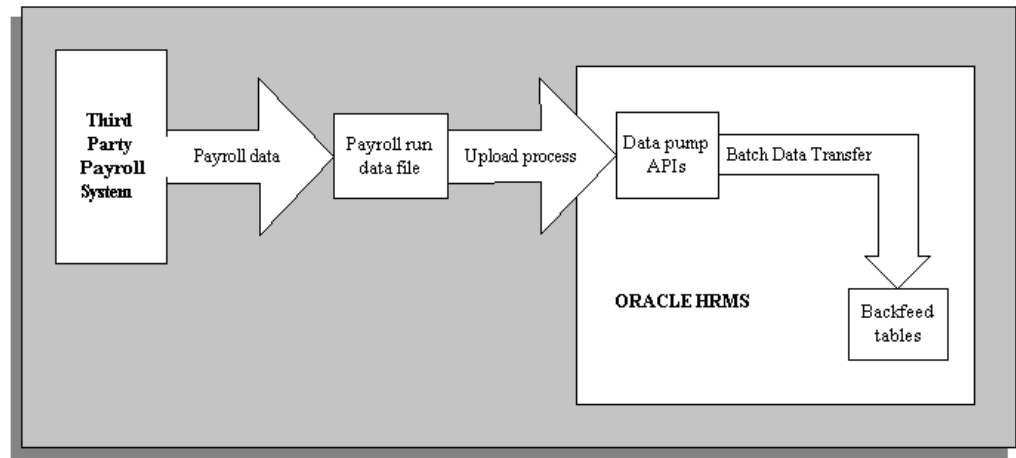 Third
Party
Payroll
System
Payroll data
Payroll run
data file
Upload process
Data pump
APIs
Batch Data Transfer
ORACLE HRMS
Backfeed
tables